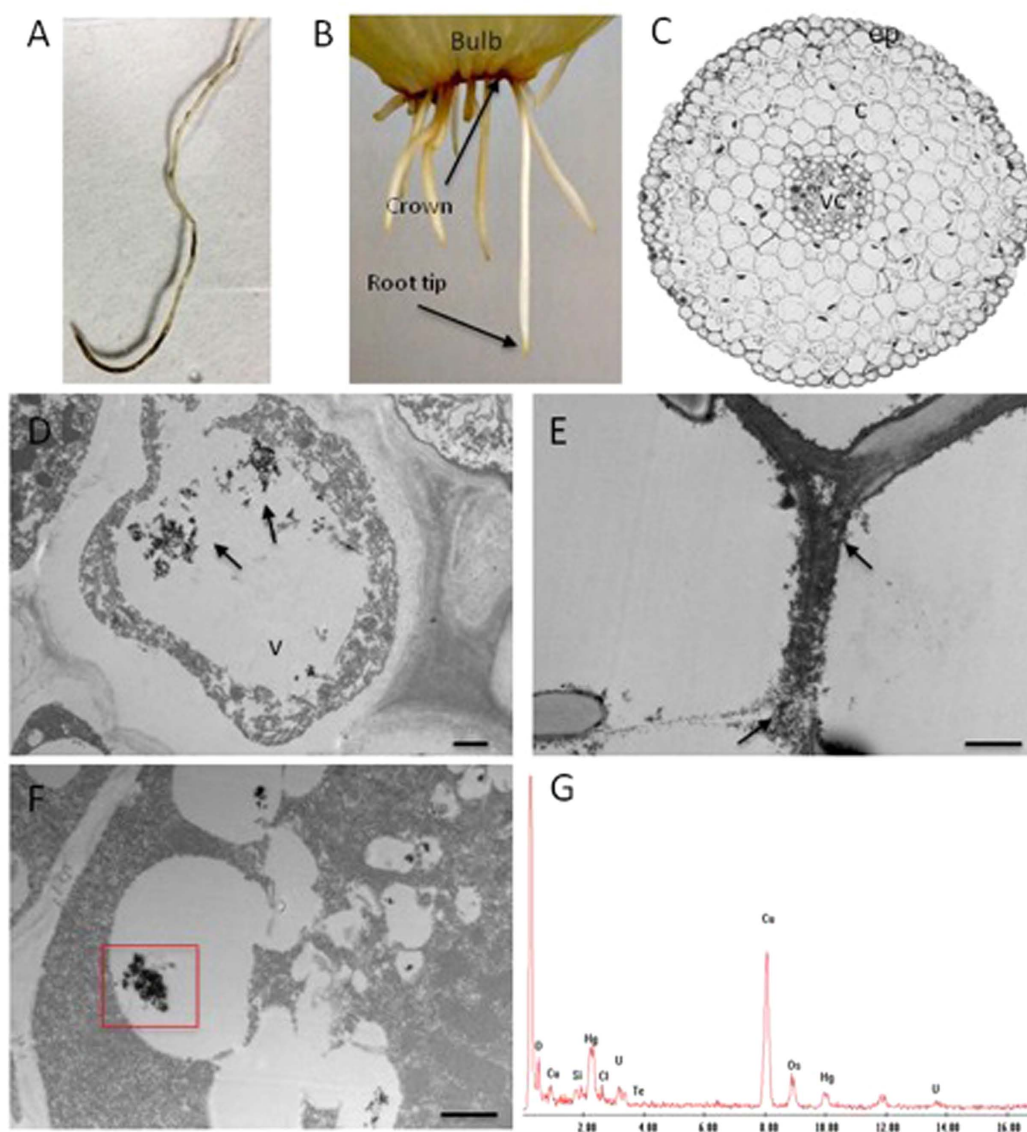 A
B
Bulb
Crown
Root tip
C
ep
c
vc
D
v
E
F
G
O
Cu
Si
Hg
Cl
U
Te
Cu
Os
Hg
U
2.00 4.00 6.00 8.00 10.00 12.00 14.00 16.00